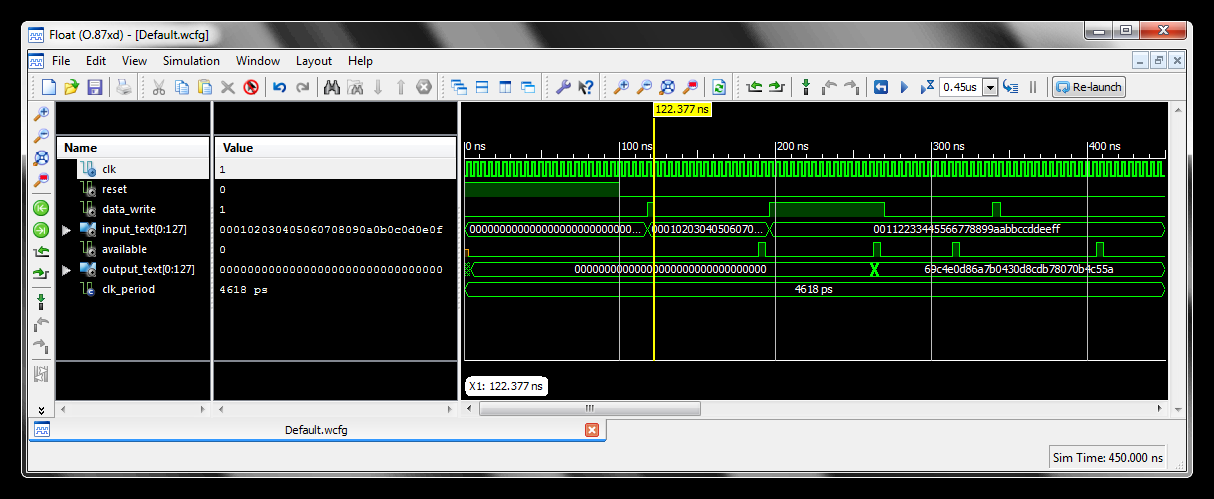 Float (O.87xd) - [Default.wcfg]
File Edit View Simulation Window Layout Help
0.45us Re-launch
122.377 ns
Name Value
0 ns 100 ns 200 ns 300 ns 400 ns
clk 1
reset 0
data_write 1
input_text[0:127] 000102030405060708090a0b0c0d0e0f 00000000000000000000000000000... 00010203040506070... 00112233445566778899aabbccddeeff
available 0
output_text[0:127] 00000000000000000000000000000000 00000000000000000000000000000000 69c4e0d86a7b0430d8cdb78070b4c55a
clk_period 4618 ps 4618 ps
X1: 122.377 ns
Default.wcfg
Sim Time: 450.000 ns